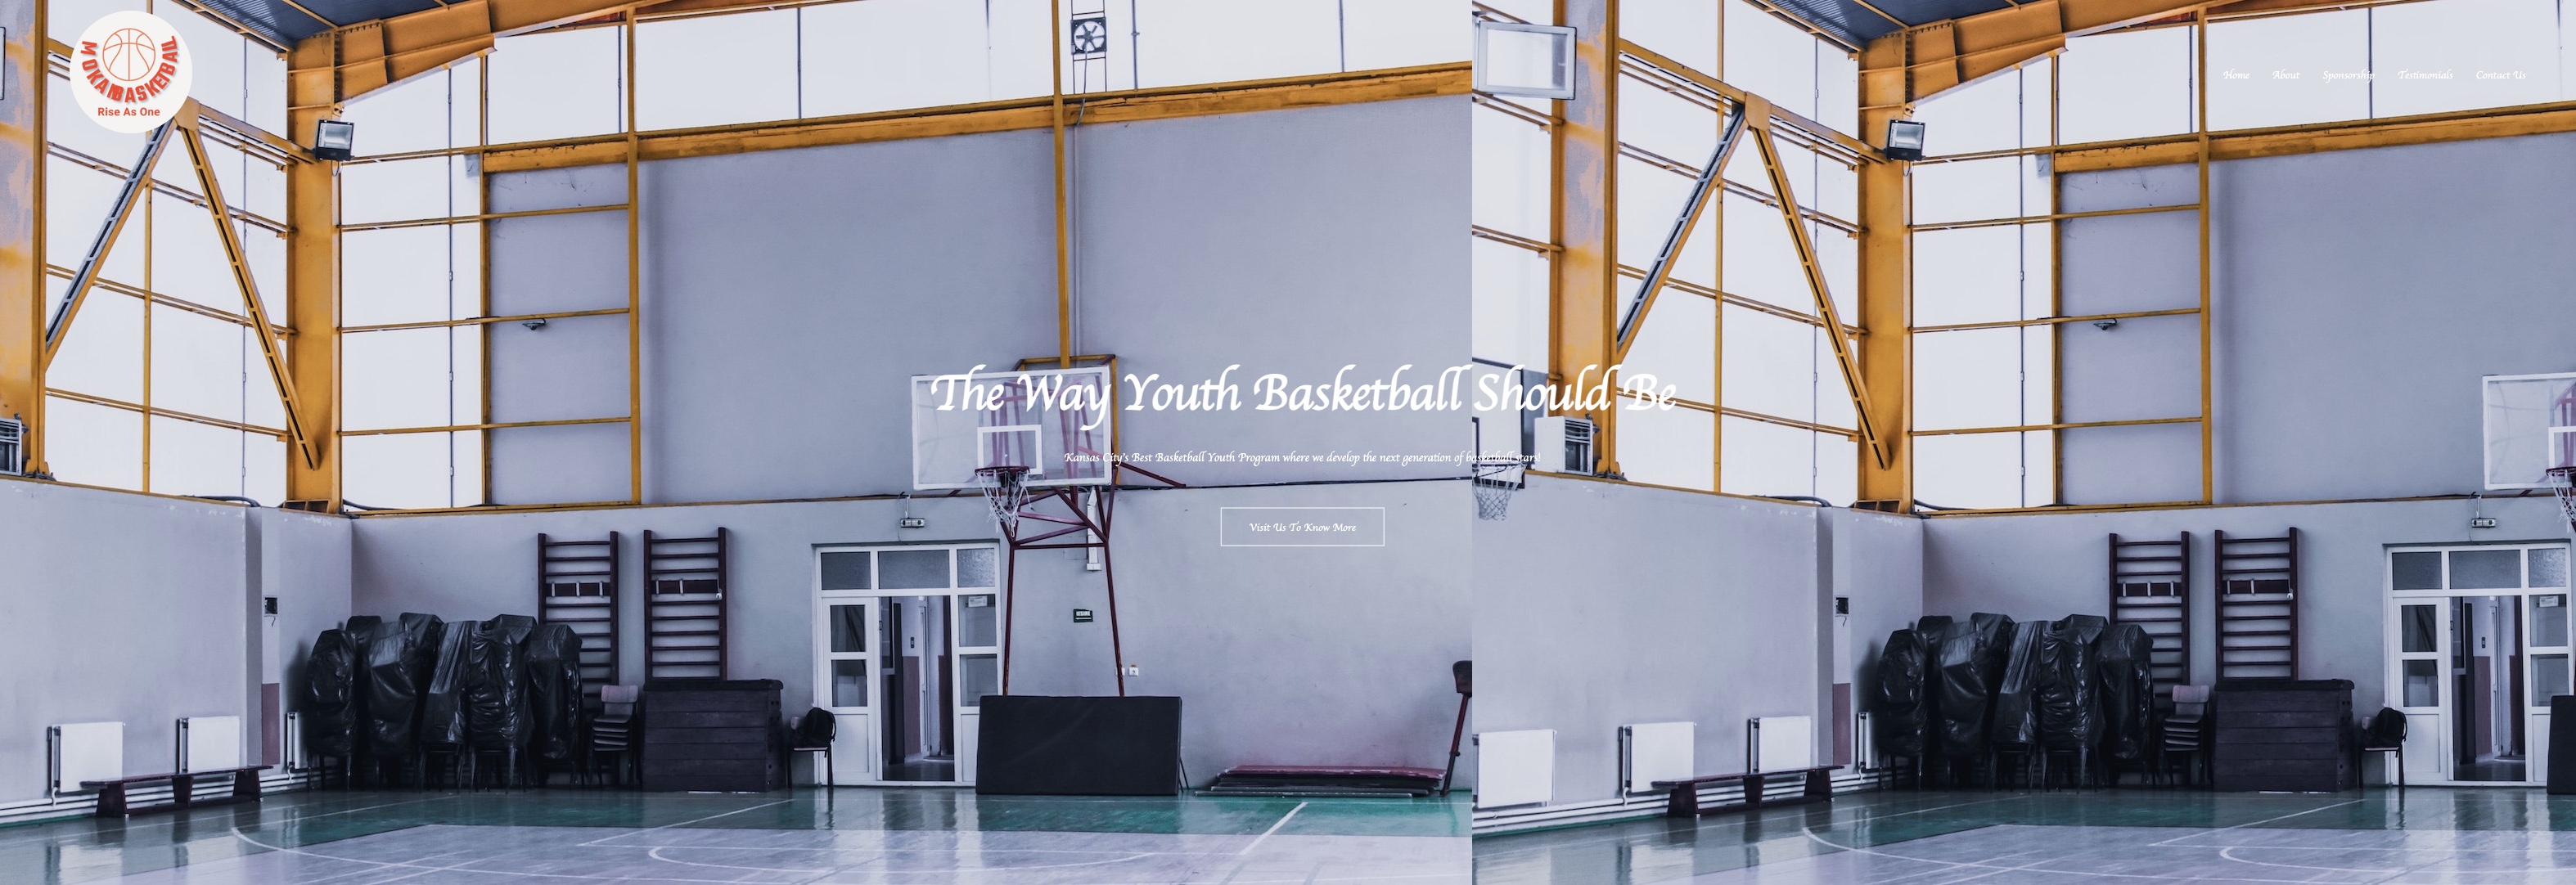 MOKAN BASKETBALL
Rise As One
Home About Sponsorship Testimonials Contact Us
The Way Youth Basketball Should Be
Kansas City's Best Basketball Youth Program where we develop the next generation of basketball stars!
Visit Us To Know More